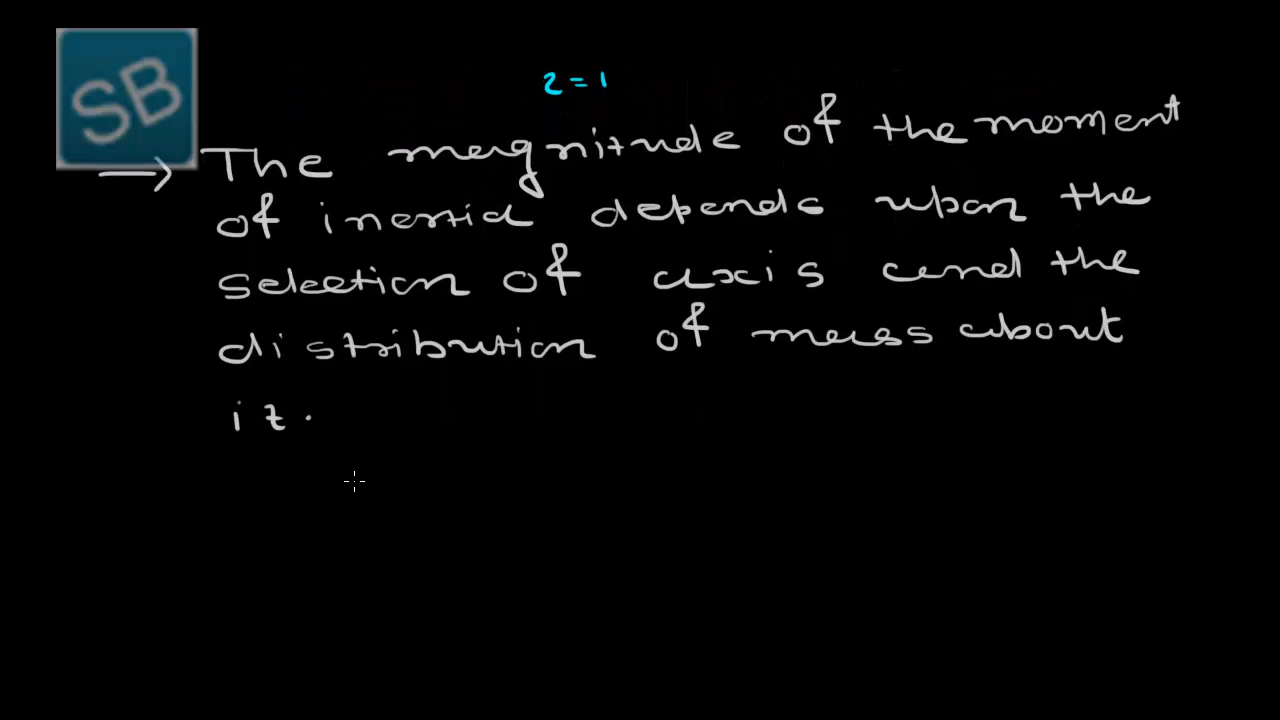 SB
2 = 1
→ The magnitude of the moment
of inertia depends upon the
selection of axis and the
distribution of mass about
it.